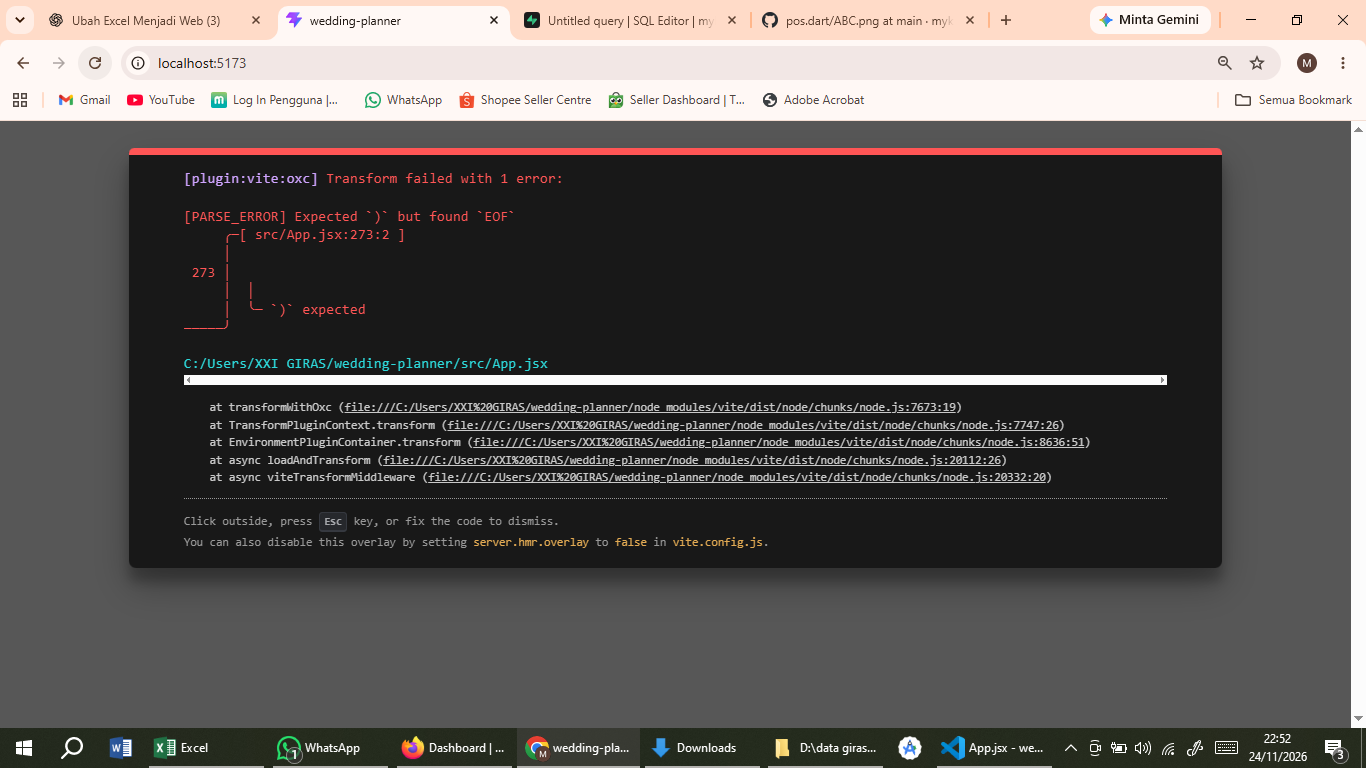 Ubah Excel Menjadi Web (3)
wedding-planner
Untitled query | SQL Editor | my
pos.dart/ABC.png at main · myk
Minta Gemini
localhost:5173
M
Gmail
YouTube
Log In Pengguna |...
WhatsApp
Shopee Seller Centre
Seller Dashboard | T...
Adobe Acrobat
Semua Bookmark
[plugin:vite:oxc] Transform failed with 1 error:
[PARSE_ERROR] Expected `)` but found `EOF`
╭─[ src/App.jsx:273:2 ]
│
273 │
│ │
│ ╰─ `)` expected
─────╯
C:/Users/XXI GIRAS/wedding-planner/src/App.jsx
at transformWithOxc (file:///C:/Users/XXI%20GIRAS/wedding-planner/node_modules/vite/dist/node/chunks/node.js:7673:19)
at TransformPluginContext.transform (file:///C:/Users/XXI%20GIRAS/wedding-planner/node_modules/vite/dist/node/chunks/node.js:7747:26)
at EnvironmentPluginContainer.transform (file:///C:/Users/XXI%20GIRAS/wedding-planner/node_modules/vite/dist/node/chunks/node.js:8636:51)
at async loadAndTransform (file:///C:/Users/XXI%20GIRAS/wedding-planner/node_modules/vite/dist/node/chunks/node.js:20112:26)
at async viteTransformMiddleware (file:///C:/Users/XXI%20GIRAS/wedding-planner/node_modules/vite/dist/node/chunks/node.js:20332:20)
Click outside, press Esc key, or fix the code to dismiss.
You can also disable this overlay by setting server.hmr.overlay to false in vite.config.js.
Excel
1
WhatsApp
Dashboard | ...
M
wedding-pla...
Downloads
D:\data giras...
App.jsx - we...
22:52
24/11/2026
3